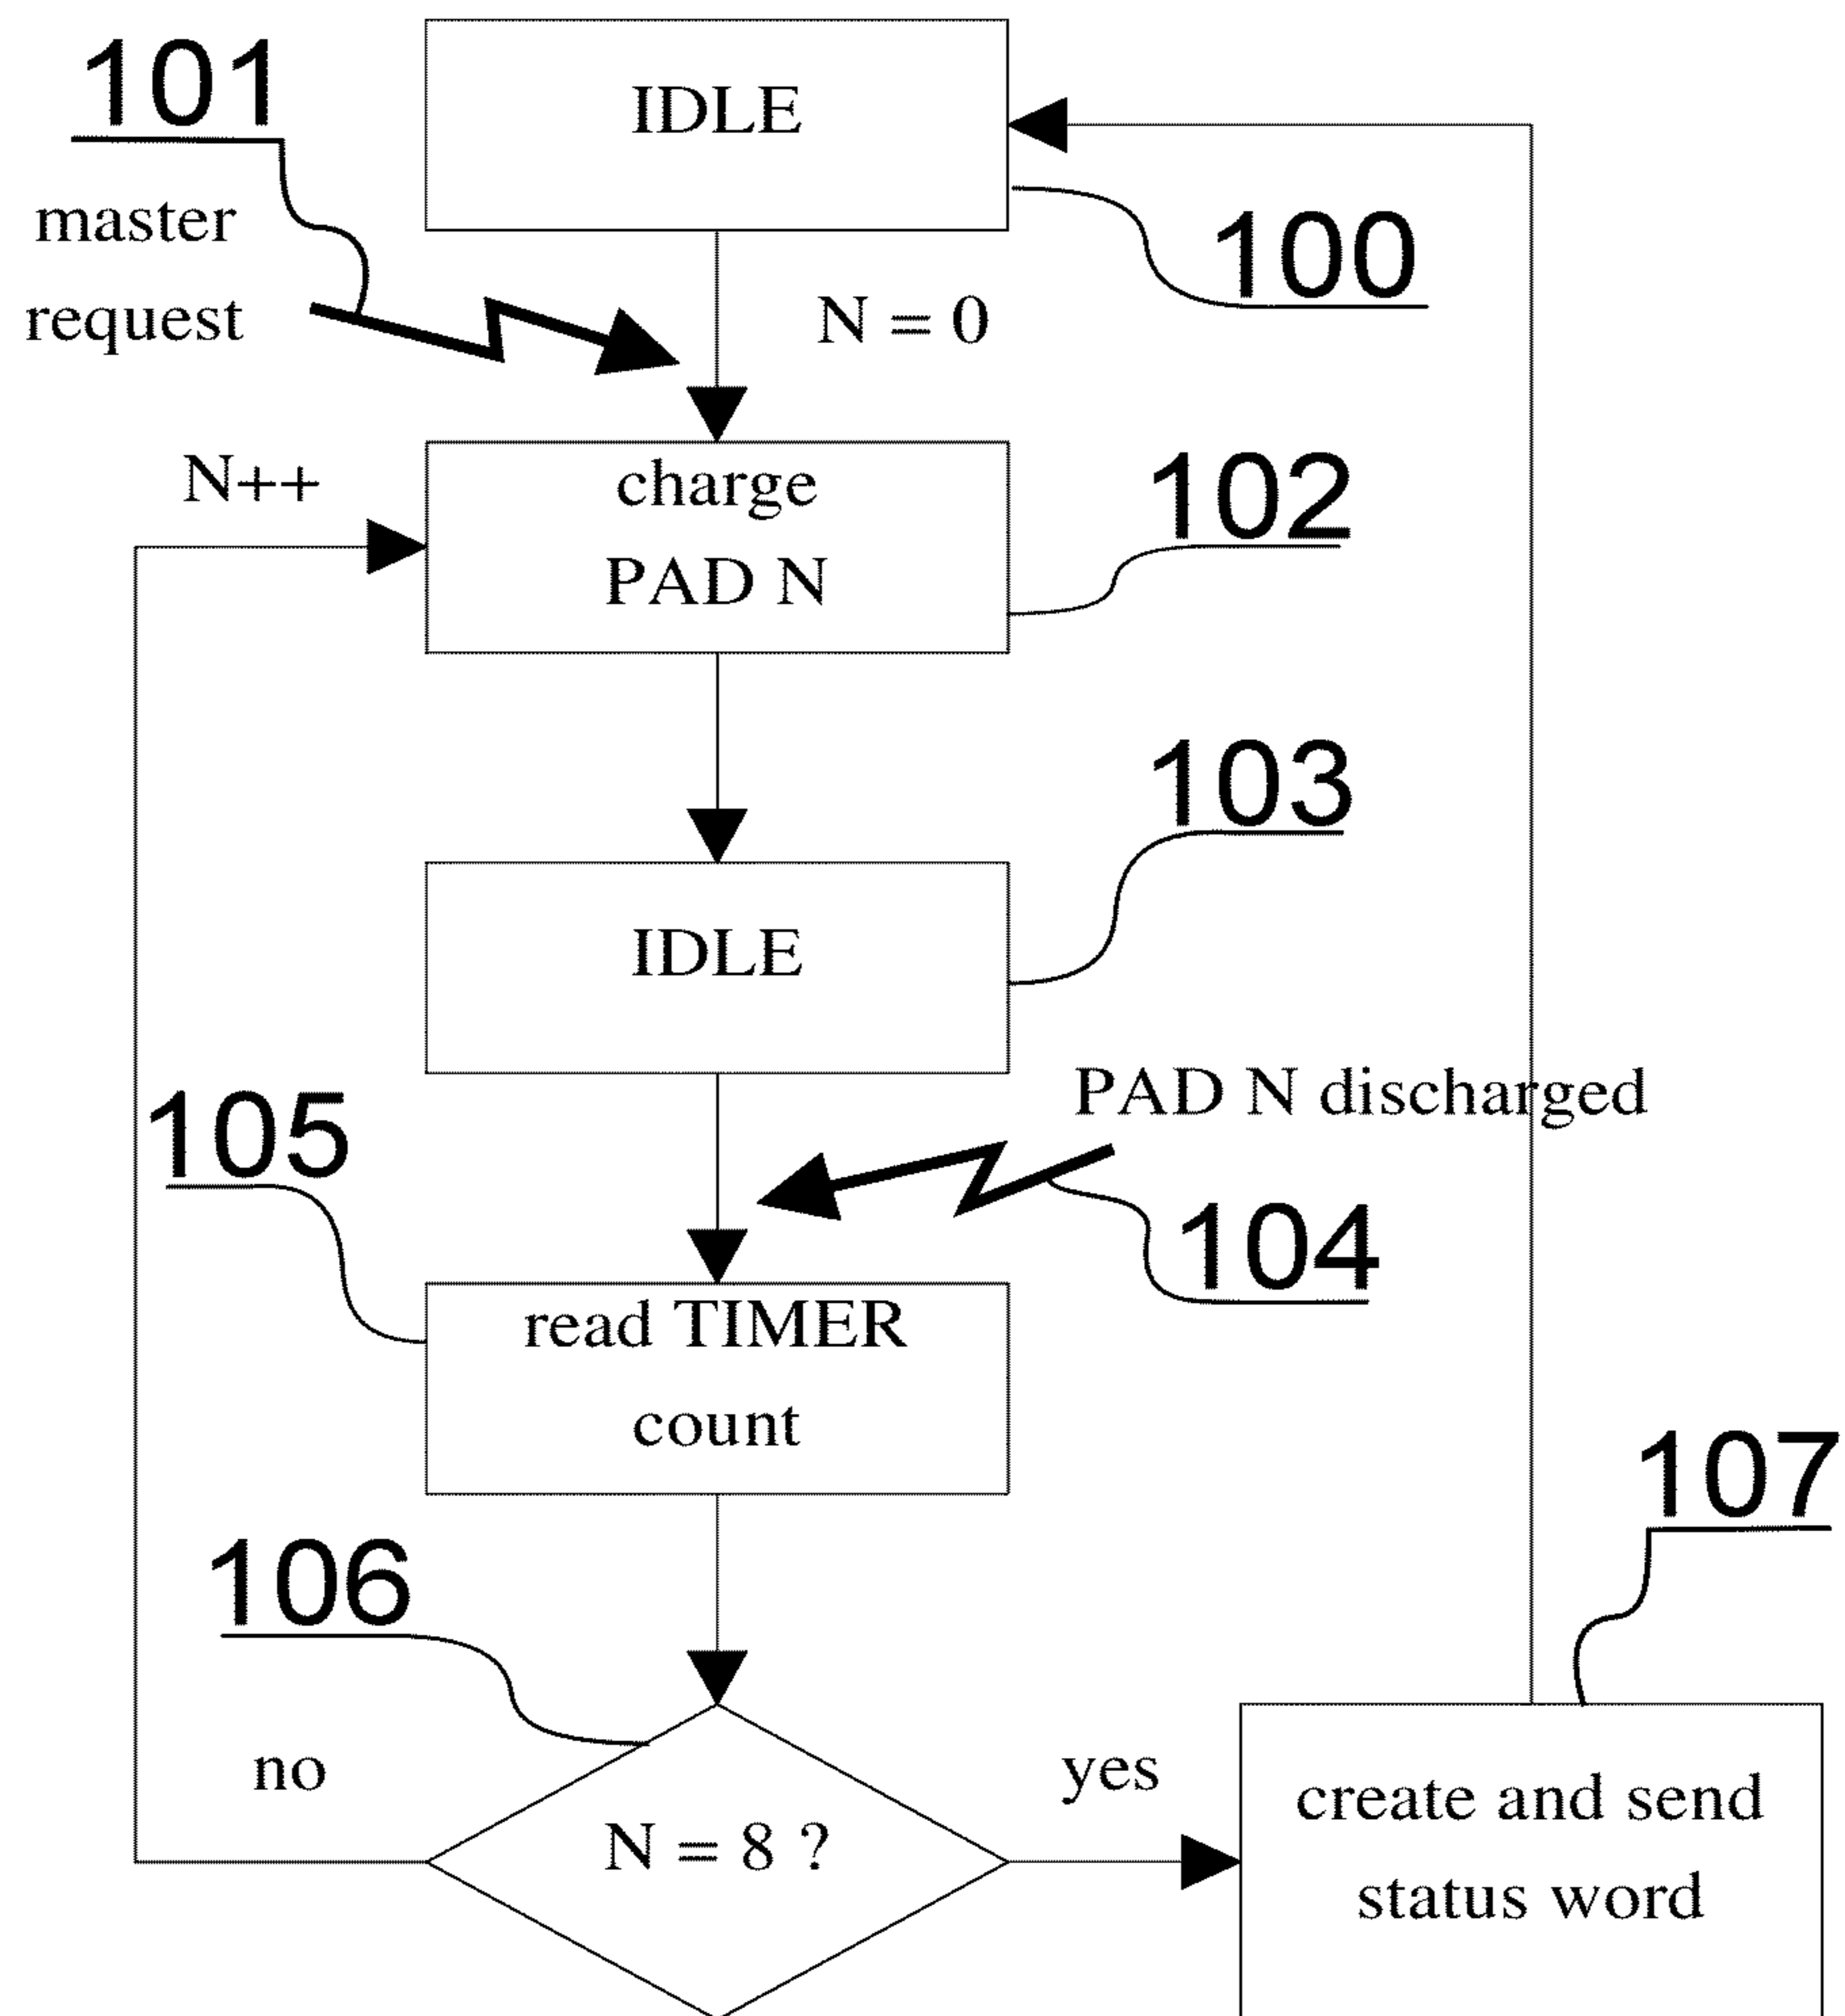 101
IDLE
master
request
100
N = 0
N++
charge
PAD N
102
103
IDLE
PAD N discharged
105
104
read TIMER
count
107
106
no
yes
N = 8 ?
create and send
status word